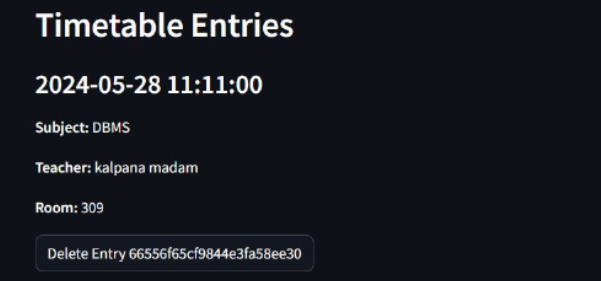 Timetable Entries
2024-05-28 11:11:00
Subject: DBMS
Teacher: kalpana madam
Room: 309
Delete Entry 66556f65cf9844e3fa58ee30